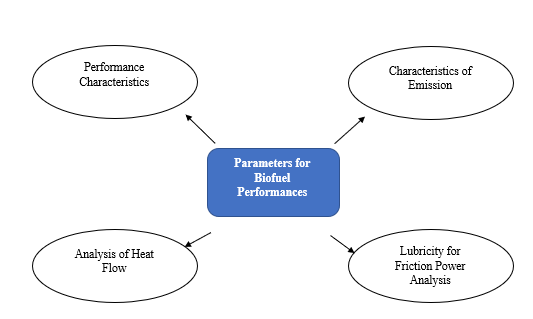 Performance
Characteristics
Characteristics of
Emission
Parameters for
Biofuel
Performances
Analysis of Heat
Flow
Lubricity for
Friction Power
Analysis